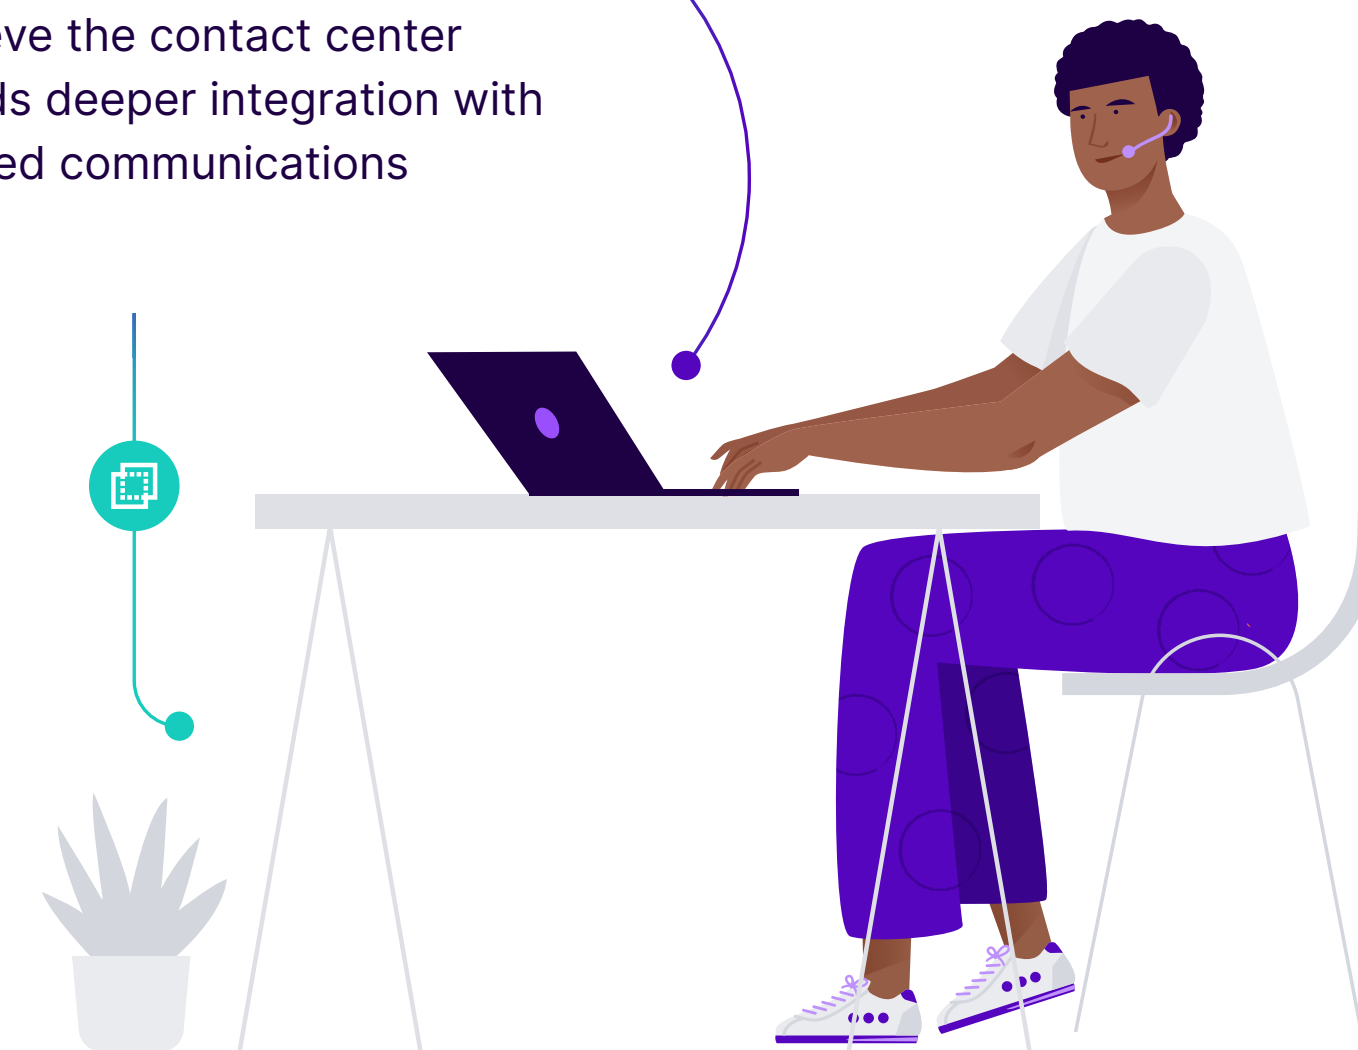 eve the contact center
ds deeper integration with
ed communications